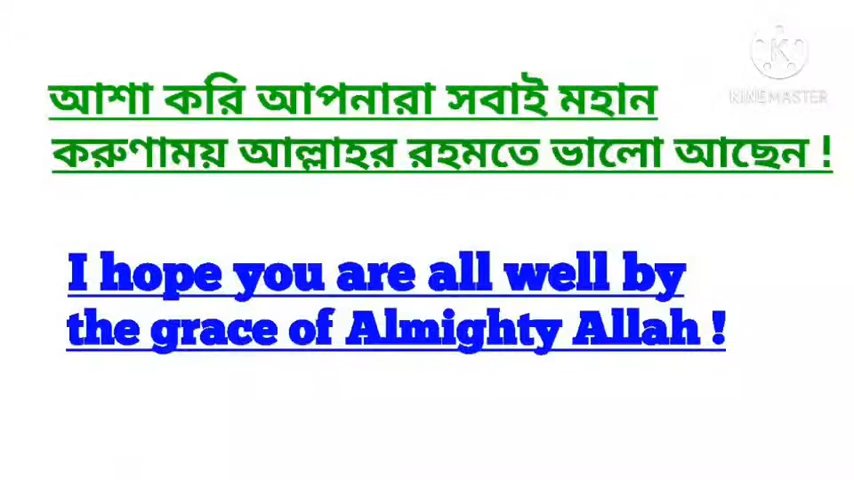 আশা করি আপনারা সবাই মহান
করুণাময় আল্লাহর রহমতে ভালো আছেন !
I hope you are all well by
the grace of Almighty Allah !
K
KINEMASTER